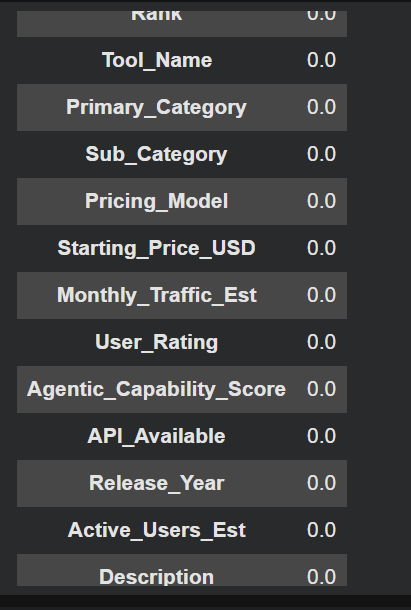 Rank 0.0
Tool_Name 0.0
Primary_Category 0.0
Sub_Category 0.0
Pricing_Model 0.0
Starting_Price_USD 0.0
Monthly_Traffic_Est 0.0
User_Rating 0.0
Agentic_Capability_Score 0.0
API_Available 0.0
Release_Year 0.0
Active_Users_Est 0.0
Description 0.0